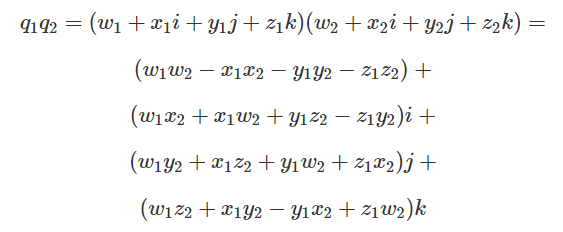 q₁q₂ = (w₁ + x₁i + y₁j + z₁k)(w₂ + x₂i + y₂j + z₂k) =
(w₁w₂ − x₁x₂ − y₁y₂ − z₁z₂) +
(w₁x₂ + x₁w₂ + y₁z₂ − z₁y₂)i +
(w₁y₂ + x₁z₂ + y₁w₂ + z₁x₂)j +
(w₁z₂ + x₁y₂ − y₁x₂ + z₁w₂)k